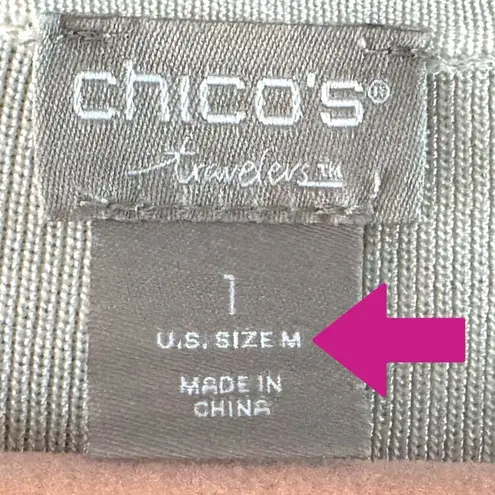 chico's®
travelers™
1
U.S. SIZE M
MADE IN
CHINA